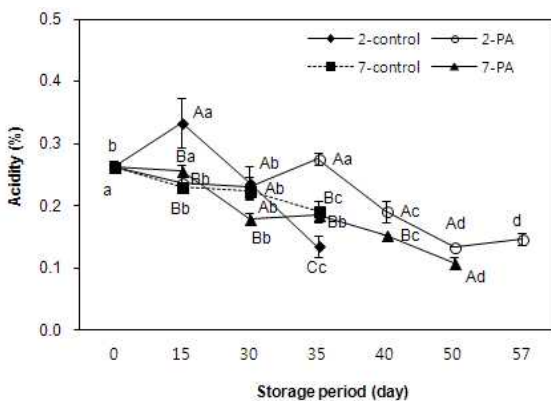 0.5
2-control 2-PA
7-control 7-PA
0.4
Aa
0.3
b Ab Aa
Ba
Acidity (%)
Bb Ab Bc
0.2
a Bb Ab Bb Ac
Bb Bc Ad d
Cc
0.1
Ad
0.0
0 15 30 35 40 50 57
Storage period (day)